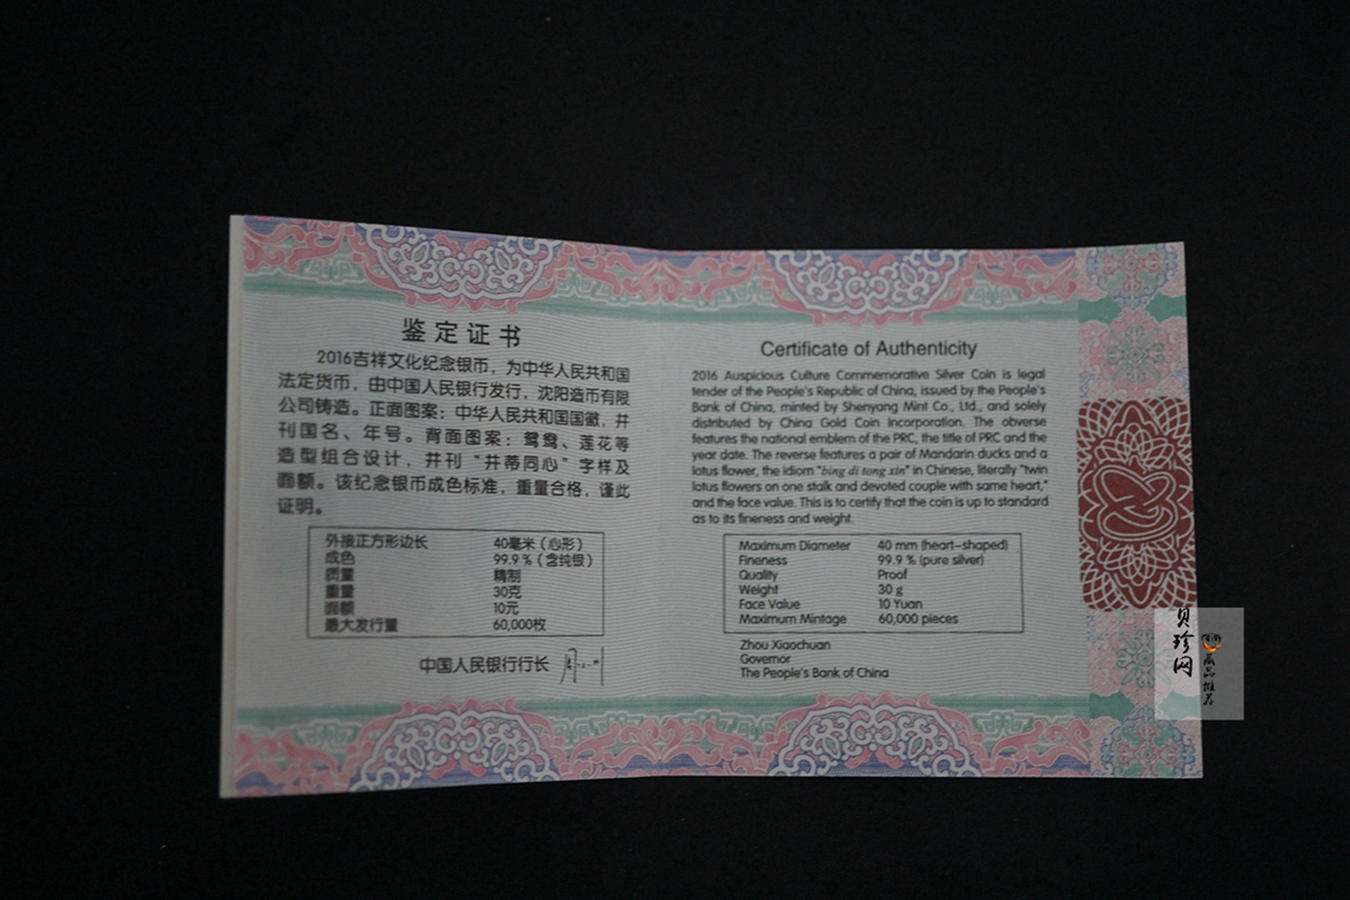 鉴定证书
2016吉祥文化纪念银币，为中华人民共和国
法定货币，由中国人民银行发行，沈阳造币有限
公司铸造。正面图案：中华人民共和国国徽，并
刊国名、年号。背面图案：鸳鸯、莲花等
造型组合设计，并刊“并蒂同心”字样及
面额。该纪念银币成色标准，重量合格，谨此
证明。
外接正方形边长 40毫米（心形）
成色 99.9％（含纯银）
质量 精制
重量 30克
面额 10元
最大发行量 60,000枚
中国人民银行行长
Certificate of Authenticity
2016 Auspicious Culture Commemorative Silver Coin is legal
tender of the People's Republic of China, issued by the People's
Bank of China, minted by Shenyang Mint Co., Ltd., and solely
distributed by China Gold Coin Incorporation. The obverse
features the national emblem of the PRC, the title of PRC and the
year date. The reverse features a pair of Mandarin ducks and a
lotus flower, the idiom "bing di tong xin" in Chinese, literally "twin
lotus flowers on one stalk and devoted couple with same heart,"
and the face value. This is to certify that the coin is up to standard
as to its fineness and weight.
Maximum Diameter 40 mm (heart-shaped)
Fineness 99.9 % (pure silver)
Quality Proof
Weight 30 g
Face Value 10 Yuan
Maximum Mintage 60,000 pieces
Zhou Xiaochuan
Governor
The People's Bank of China
贝珍网
藏品推荐